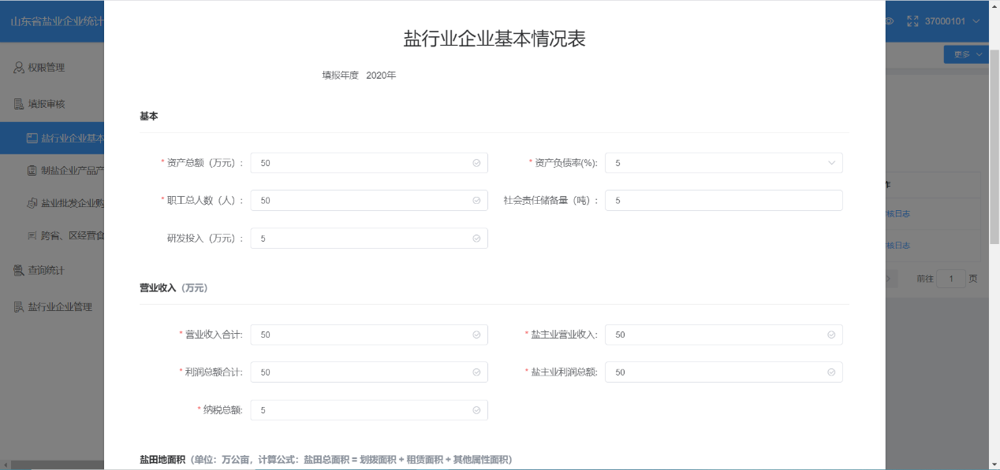 山东省盐业企业统计
37000101
更多
权限管理
填报审核
盐行业企业基本
制盐企业产品产
盐业批发企业购
跨省、区经营食
查询统计
盐行业企业管理
盐行业企业基本情况表
填报年度 2020年
基本
* 资产总额（万元）: 50
* 资产负债率(%): 5
* 职工总人数（人）: 50
社会责任储备量（吨）: 5
研发投入（万元）: 5
营业收入（万元）
* 营业收入合计: 50
* 盐主业营业收入: 50
* 利润总额合计: 50
* 盐主业利润总额: 50
* 纳税总额: 5
盐田地面积（单位：万公亩，计算公式：盐田总面积 = 划拨面积 + 租赁面积 + 其他属性面积）
作
核日志
核日志
前往 1 页